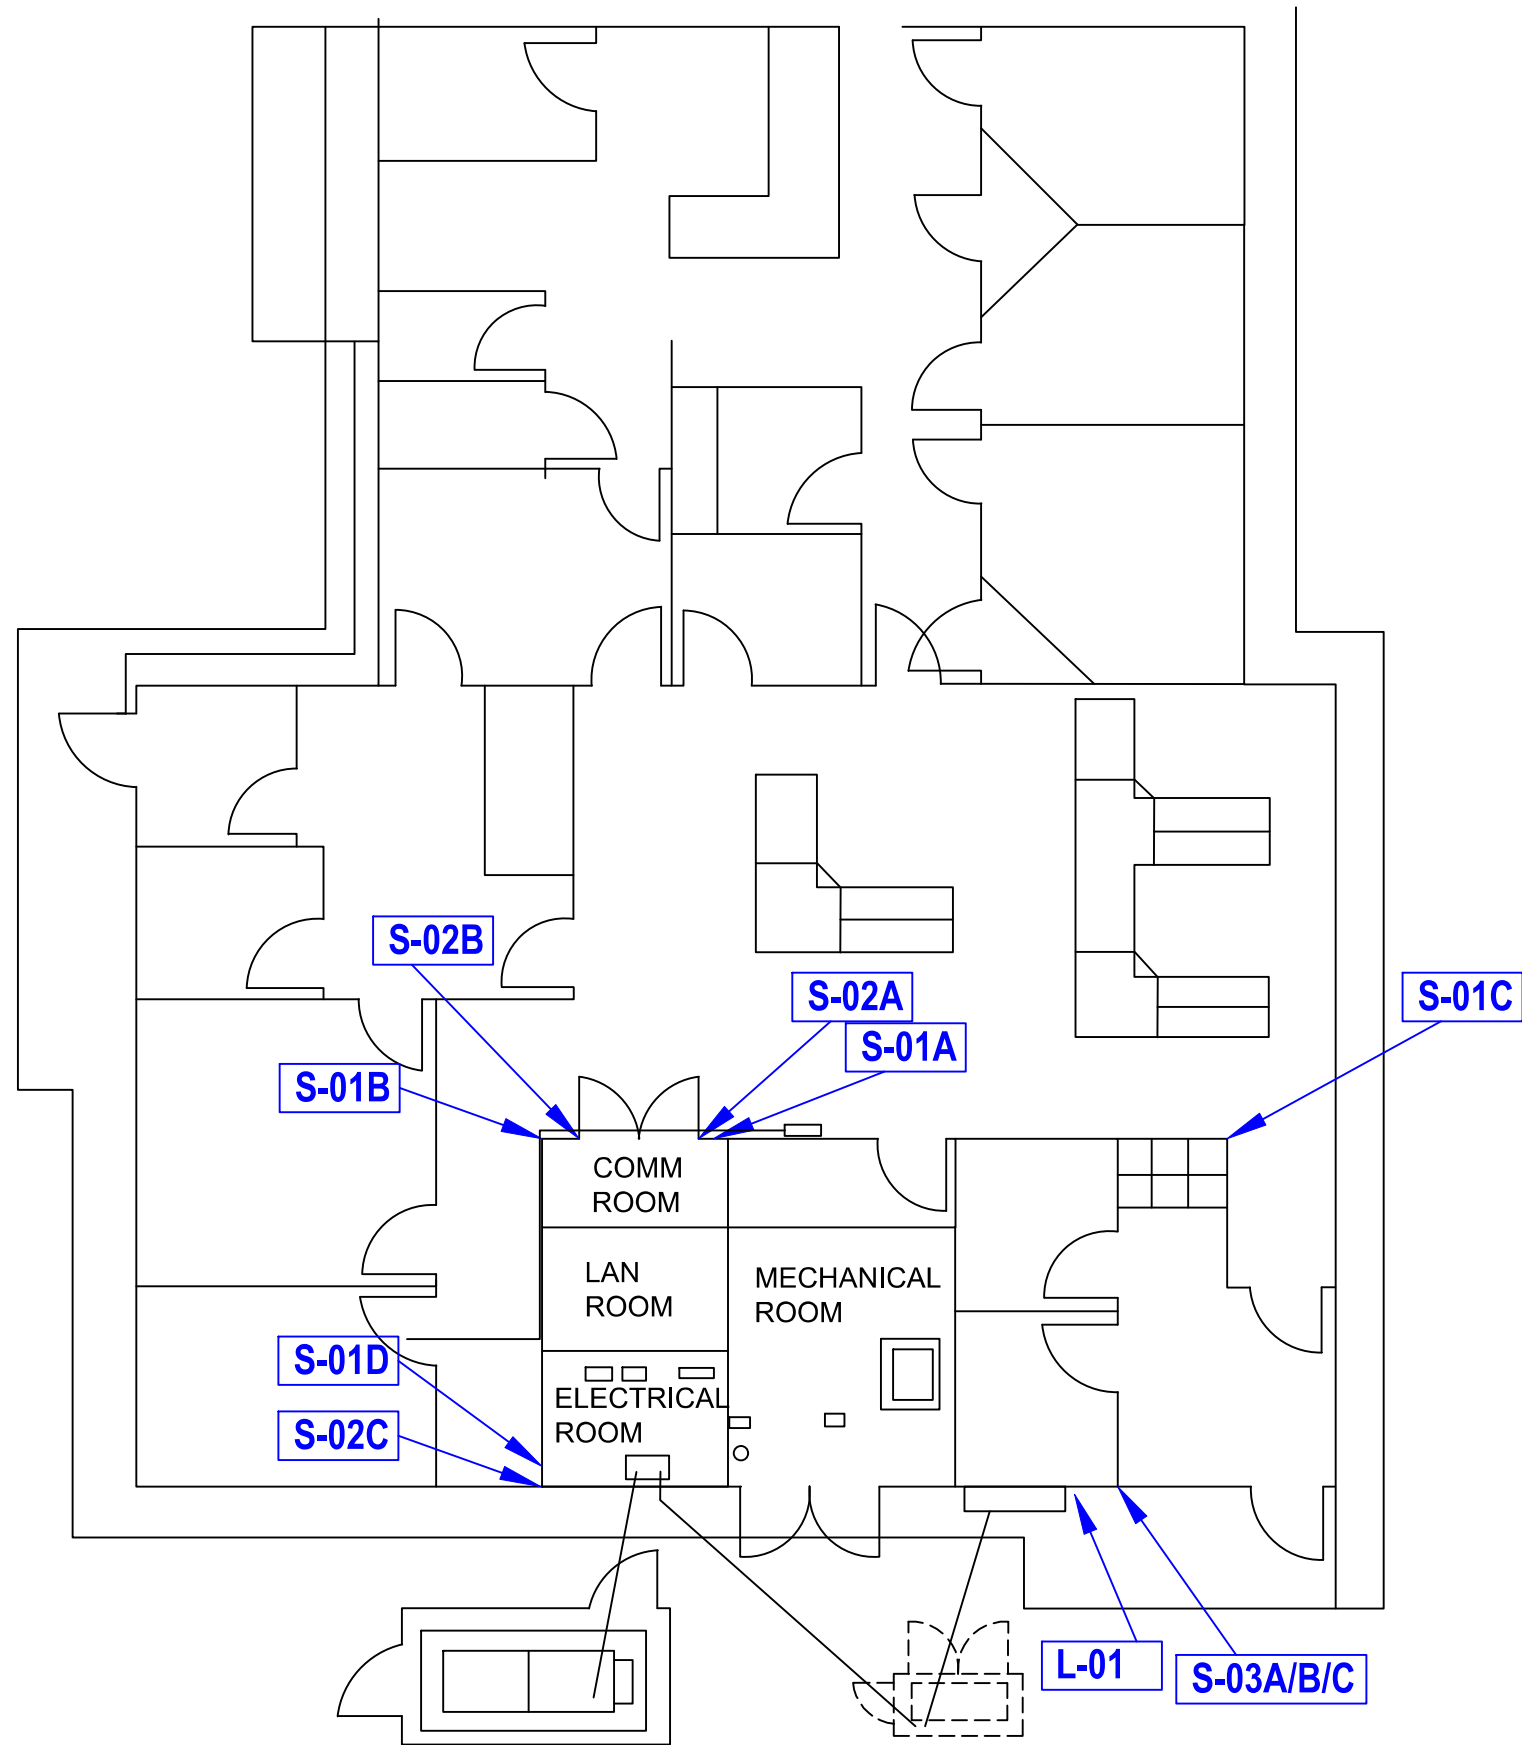 S-02B
S-02A
S-01C
S-01A
S-01B
COMM
ROOM
LAN
ROOM
MECHANICAL
ROOM
S-01D
ELECTRICAL
ROOM
S-02C
L-01
S-03A/B/C